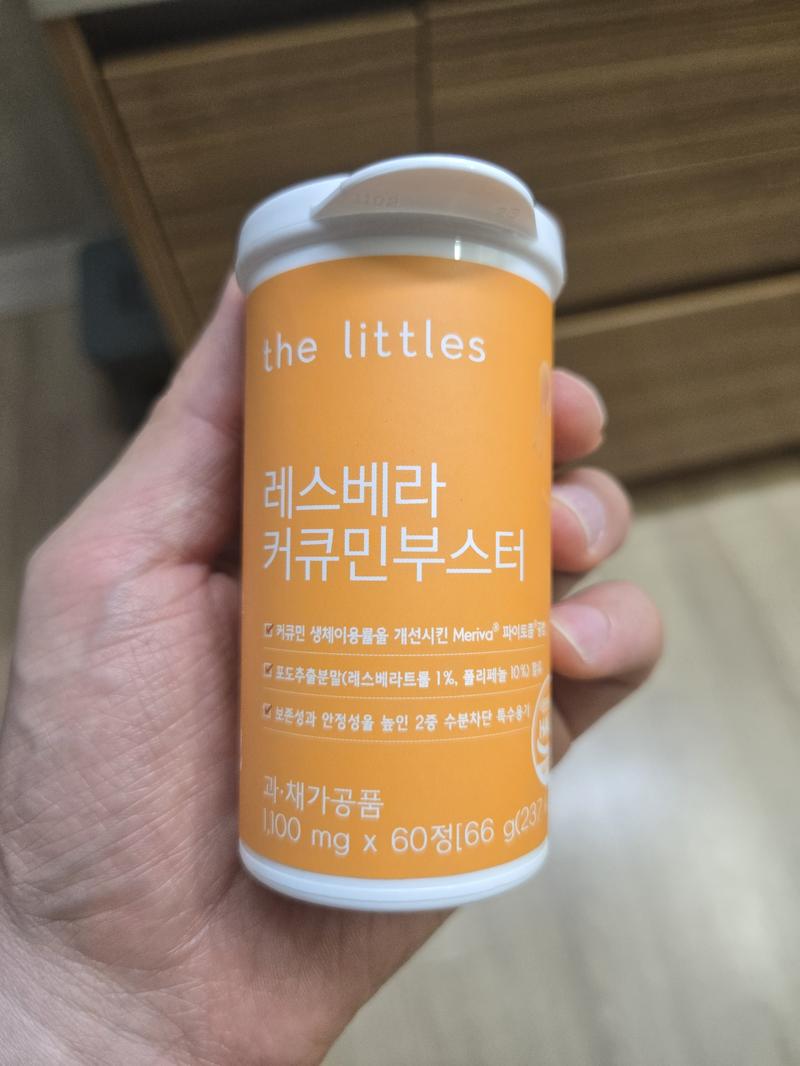 the littles
레스베라
커큐민부스터
커큐민 생체이용률을 개선시킨 Meriva® 파이토좀®
포도추출분말(레스베라트롤 1%, 폴리페놀 10%) 함유
보존성과 안정성을 높인 2중 수분차단 특수용기
과·채가공품
1,100 mg x 60정[66 g(237